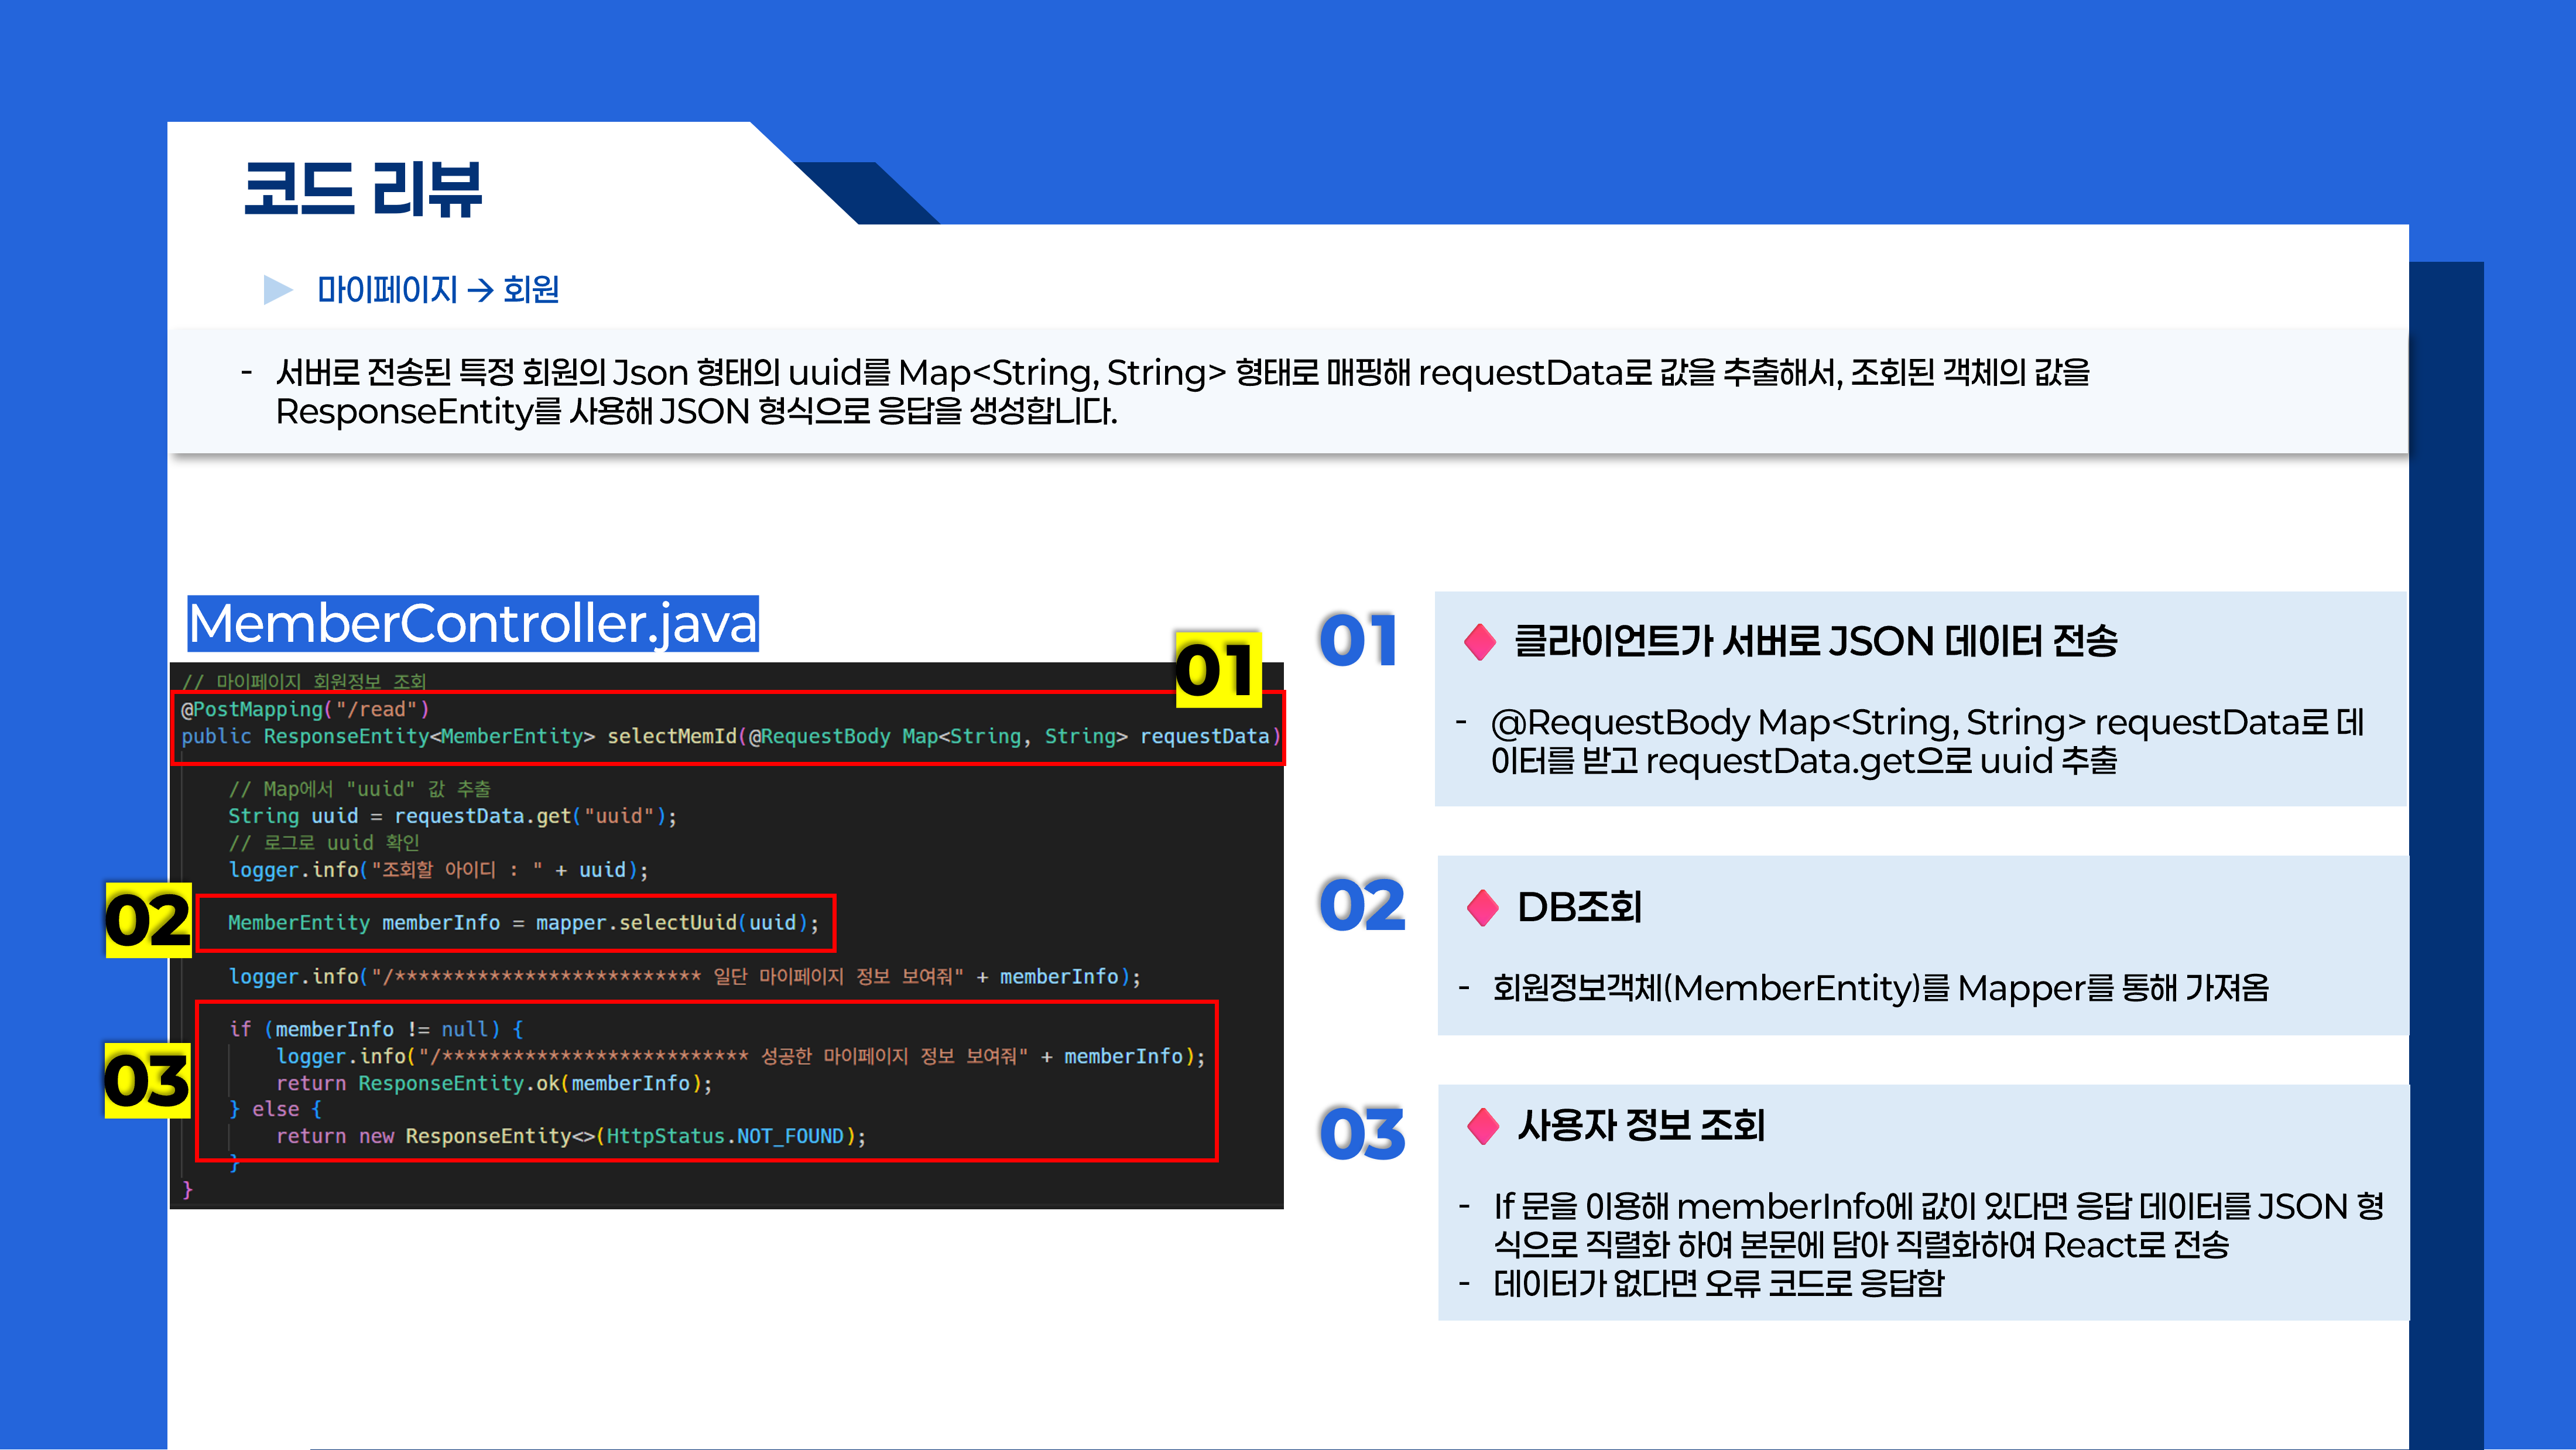 코드 리뷰
마이페이지 → 회원
- 서버로 전송된 특정 회원의 Json 형태의 uuid를 Map<String, String> 형태로 매핑해 requestData로 값을 추출해서, 조회된 객체의 값을
ResponseEntity를 사용해 JSON 형식으로 응답을 생성합니다.
MemberController.java
01
// 마이페이지 회원정보 조회
@PostMapping("/read")
public ResponseEntity<MemberEntity> selectMemId(@RequestBody Map<String, String> requestData)
// Map에서 "uuid" 값 추출
String uuid = requestData.get("uuid");
// 로그로 uuid 확인
logger.info("조회할 아이디 : " + uuid);
02
MemberEntity memberInfo = mapper.selectUuid(uuid);
logger.info("/************************** 일단 마이페이지 정보 보여줘" + memberInfo);
03
if (memberInfo != null) {
logger.info("/************************** 성공한 마이페이지 정보 보여줘" + memberInfo);
return ResponseEntity.ok(memberInfo);
} else {
return new ResponseEntity<>(HttpStatus.NOT_FOUND);
}
}
01
클라이언트가 서버로 JSON 데이터 전송
- @RequestBody Map<String, String> requestData로 데
이터를 받고 requestData.get으로 uuid 추출
02
DB조회
- 회원정보객체(MemberEntity)를 Mapper를 통해 가져옴
03
사용자 정보 조회
- If 문을 이용해 memberInfo에 값이 있다면 응답 데이터를 JSON 형
식으로 직렬화 하여 본문에 담아 직렬화하여 React로 전송
- 데이터가 없다면 오류 코드로 응답함